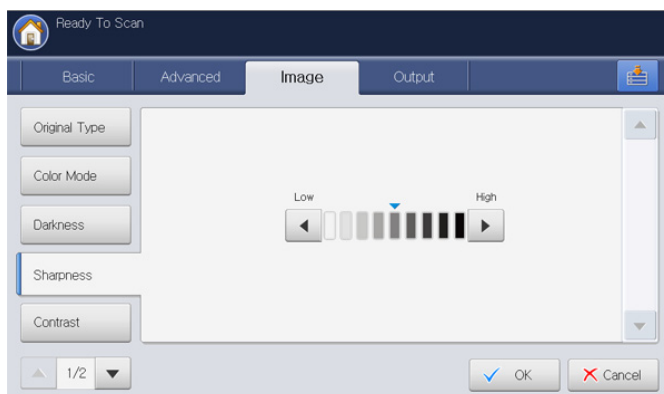 Ready To Scan
Basic
Advanced
Image
Output
Original Type
Color Mode
Darkness
Sharpness
Contrast
Low
High
1/2
OK
Cancel